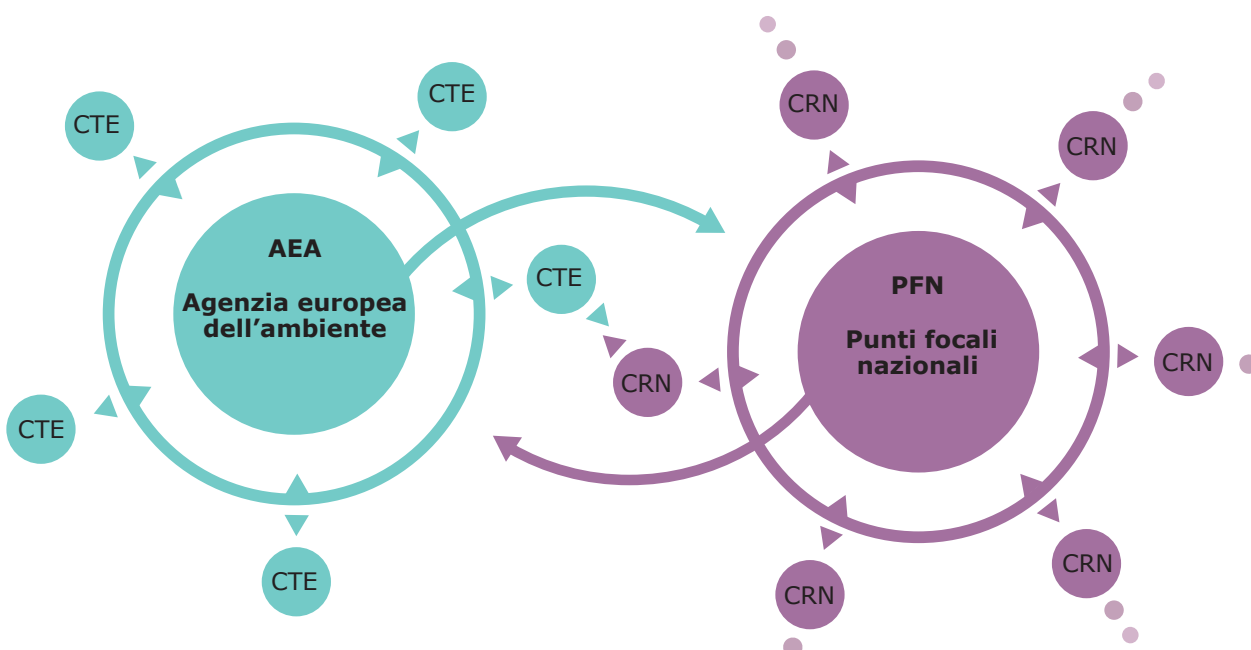 CTE
CTE
AEA
Agenzia europea
dell’ambiente
CTE
CTE
CTE
CRN
CRN
CRN
PFN
Punti focali
nazionali
CRN
CRN
CRN